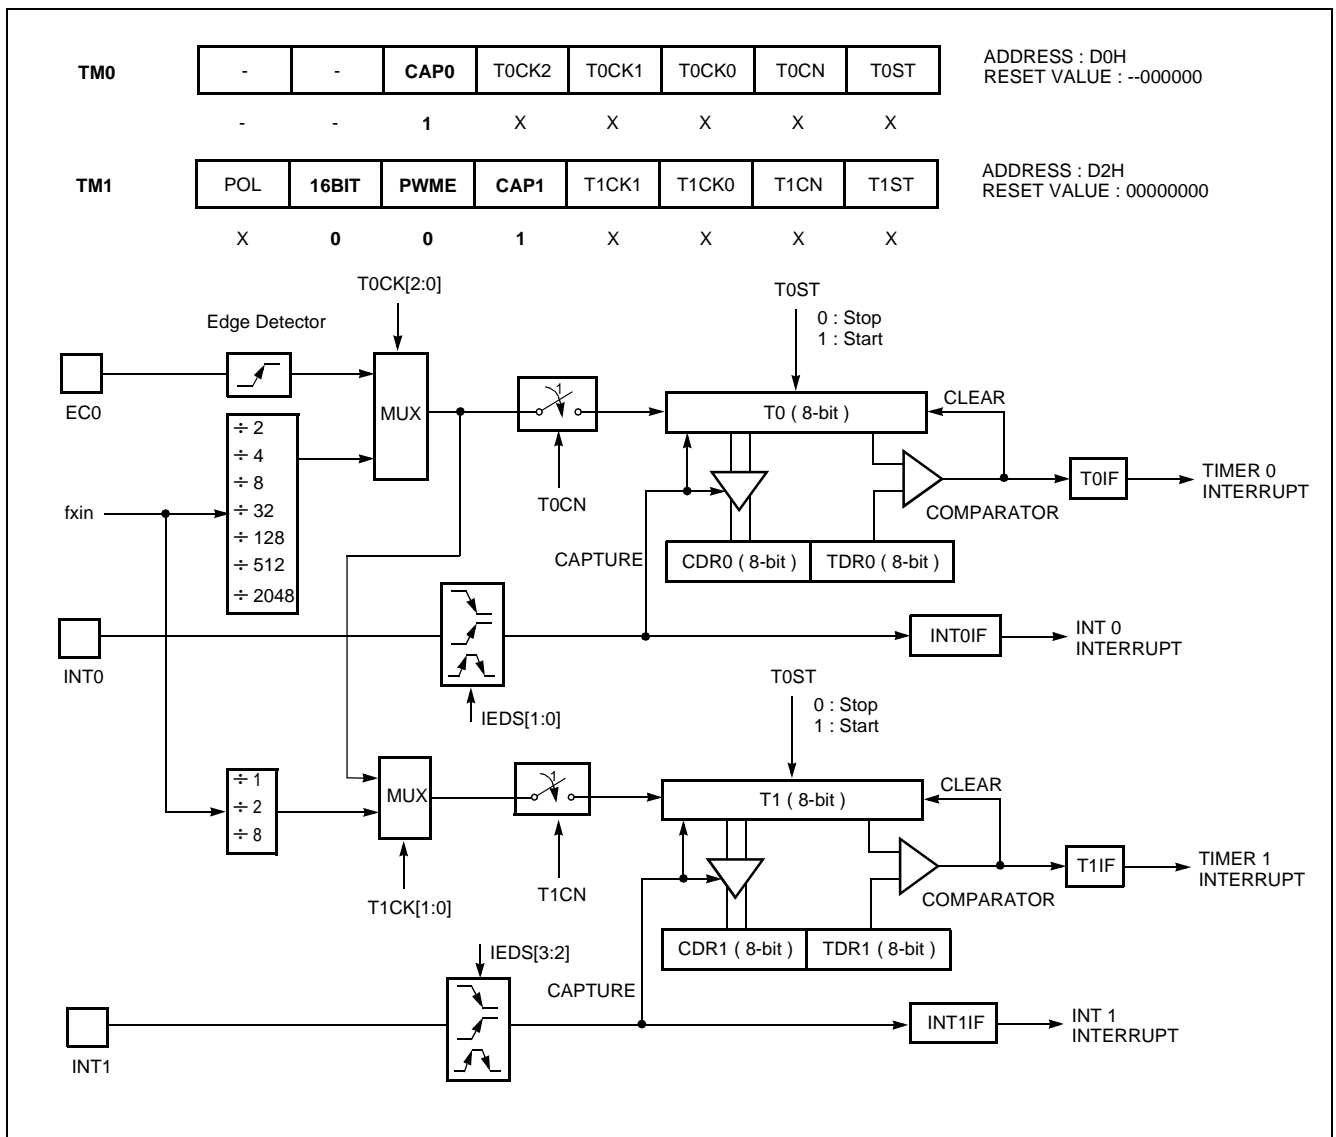 TM0 - - CAP0 T0CK2 T0CK1 T0CK0 T0CN T0ST
ADDRESS : D0H
RESET VALUE : --000000
- - 1 X X X X X
TM1 POL 16BIT PWME CAP1 T1CK1 T1CK0 T1CN T1ST
ADDRESS : D2H
RESET VALUE : 00000000
X 0 0 1 X X X X
T0CK[2:0]
T0ST
0 : Stop
1 : Start
Edge Detector
EC0
MUX
1
T0CN
T0 ( 8-bit )
CLEAR
÷ 2
÷ 4
÷ 8
÷ 32
÷ 128
÷ 512
÷ 2048
fxin
COMPARATOR
T0IF
TIMER 0
INTERRUPT
CAPTURE
CDR0 ( 8-bit )
TDR0 ( 8-bit )
INT0
IEDS[1:0]
INT0IF
INT 0
INTERRUPT
T0ST
0 : Stop
1 : Start
÷ 1
÷ 2
÷ 8
MUX
T1CK[1:0]
1
T1CN
T1 ( 8-bit )
CLEAR
COMPARATOR
T1IF
TIMER 1
INTERRUPT
CDR1 ( 8-bit )
TDR1 ( 8-bit )
IEDS[3:2]
CAPTURE
INT1
INT1IF
INT 1
INTERRUPT